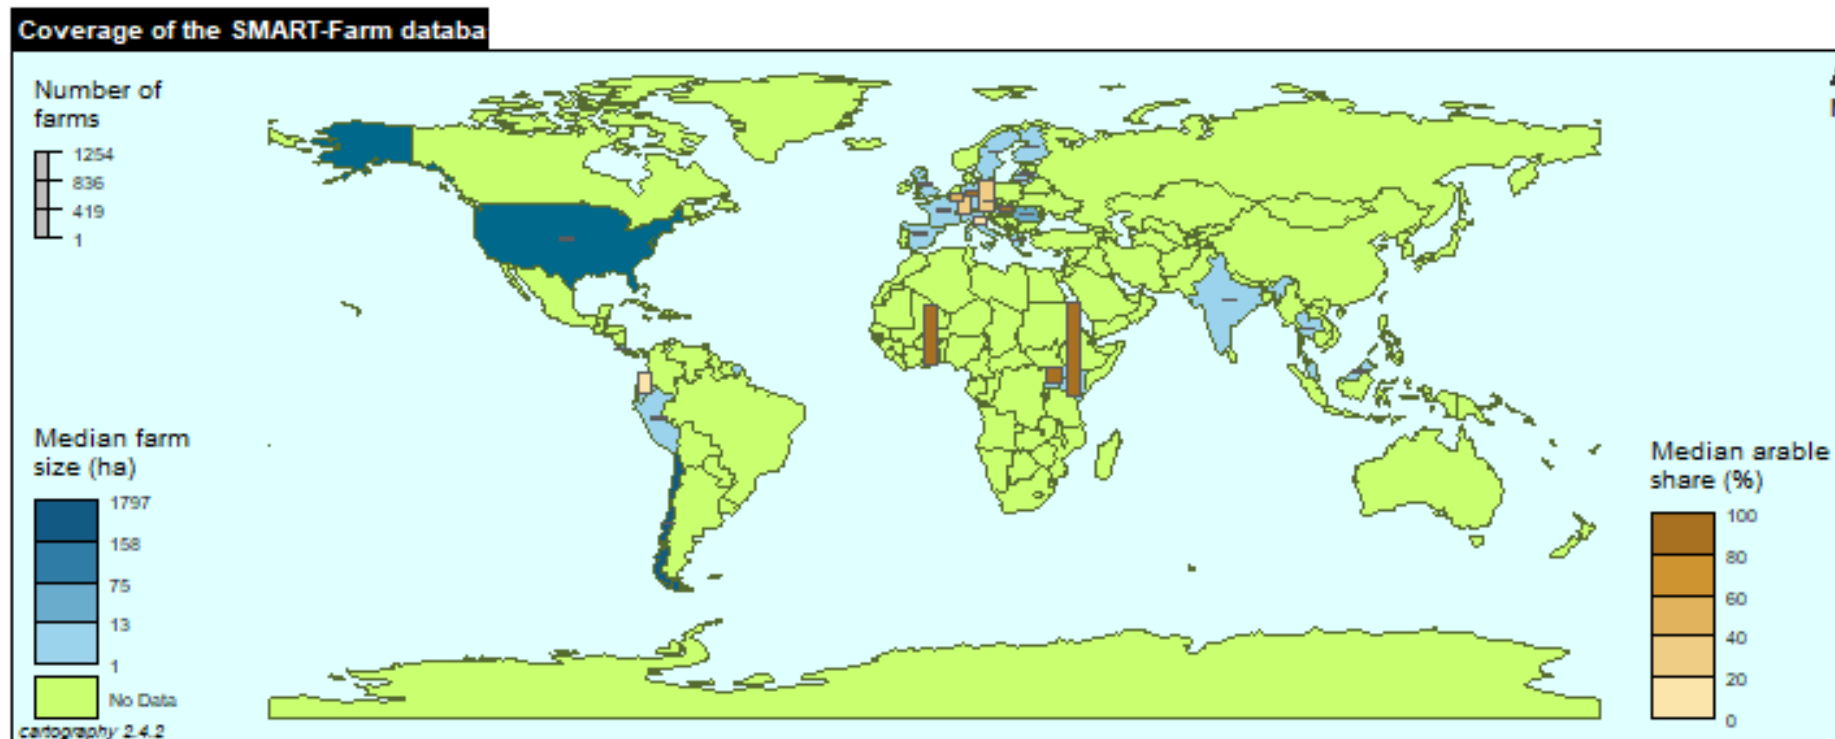 Coverage of the SMART-Farm databa
Number of
farms
1254
836
419
1
Median farm
size (ha)
1797
158
75
13
1
No Data
cartography 2.4.2
Median arable
share (%)
100
80
60
40
20
0